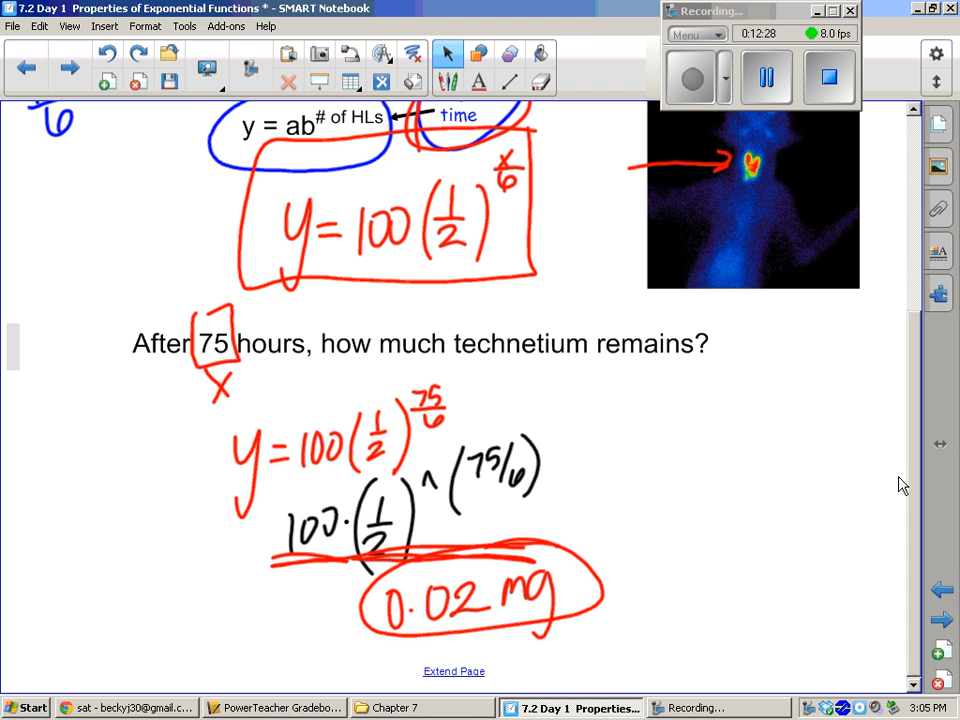 7.2 Day 1 Properties of Exponential Functions * - SMART Notebook
Recording...
File Edit View Insert Format Tools Add-ons Help
Menu
0:12:28
8.0 fps
6
y = ab # of HLs
time
y = 100 (1/2)^x/6
After 75 hours, how much technetium remains?
x
y = 100 (1/2)^75/6
100 · (1/2) ^ (75/6)
0.02 mg
Extend Page
Start
sat - beckyj30@gmail.c...
PowerTeacher Gradebo...
Chapter 7
7.2 Day 1 Properties...
Recording...
3:05 PM